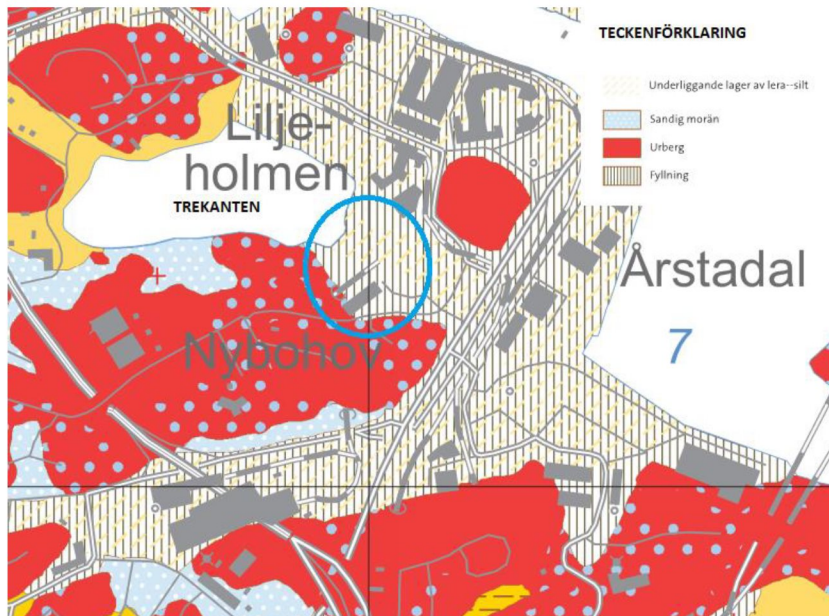 TECKENFÖRKLARING
Underliggande lager av lera--silt
Sandig morän
Urberg
Fyllning
Lilje-
holmen
TREKANTEN
Årstadal
7
Nybohov